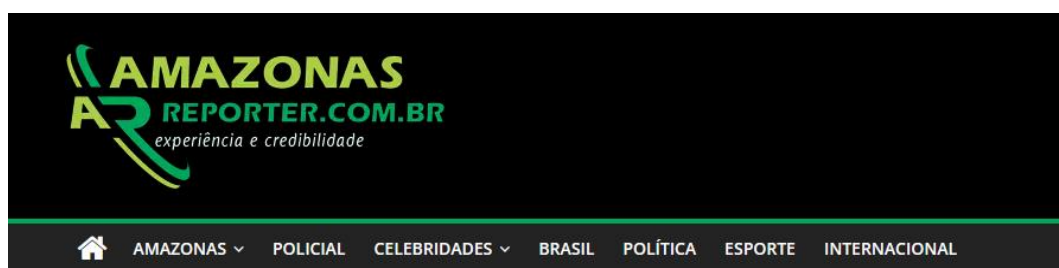 AMAZONAS
AR REPORTER.COM.BR
experiência e credibilidade
AMAZONAS POLICIAL CELEBRIDADES BRASIL POLÍTICA ESPORTE INTERNACIONAL